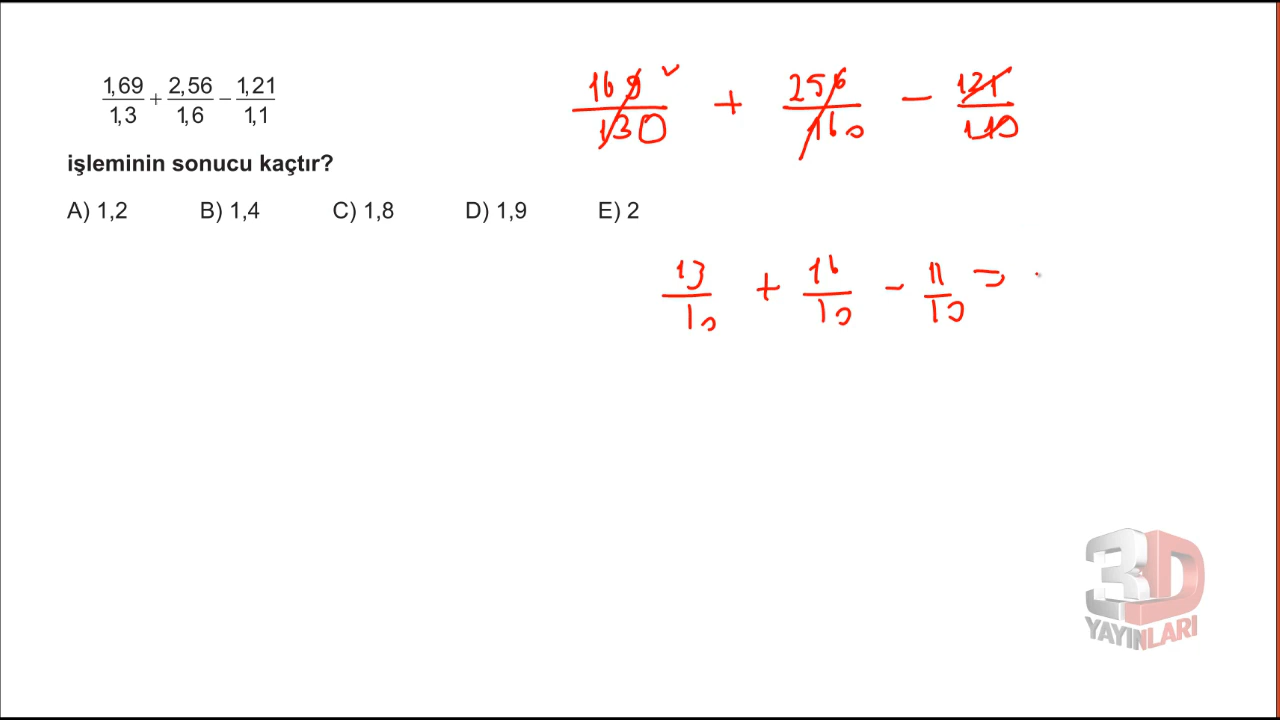 1,69/1,3 + 2,56/1,6 − 1,21/1,1
işleminin sonucu kaçtır?
A) 1,2 B) 1,4 C) 1,8 D) 1,9 E) 2
169/130 + 256/160 − 121/110
13/10 + 16/10 − 11/10 =
3D
YAYINLARI